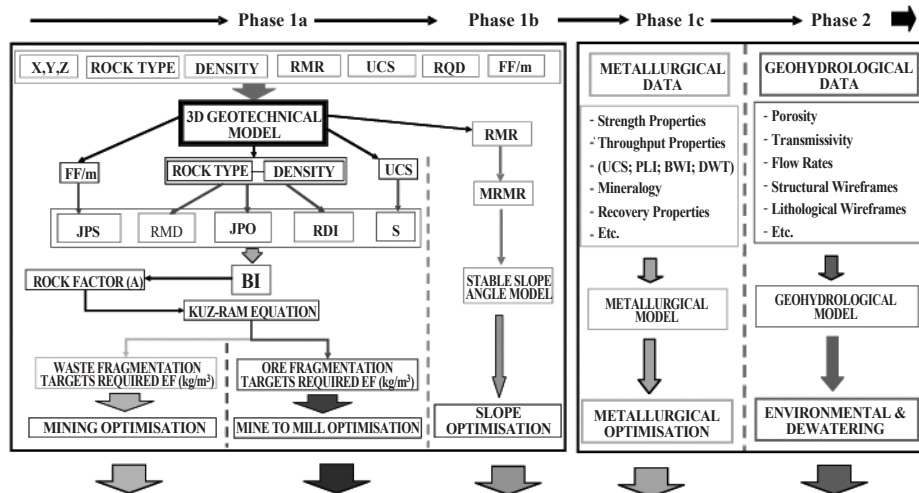 Phase 1a
Phase 1b
Phase 1c
Phase 2
X,Y,Z
ROCK TYPE
DENSITY
RMR
UCS
RQD
FF/m
3D GEOTECHNICAL
MODEL
FF/m
ROCK TYPE
DENSITY
UCS
JPS
RMD
JPO
RDI
S
BI
ROCK FACTOR (A)
KUZ-RAM EQUATION
WASTE FRAGMENTATION
TARGETS REQUIRED EF (kg/m³)
ORE FRAGMENTATION
TARGETS REQUIRED EF (kg/m³)
MINING OPTIMISATION
MINE TO MILL OPTIMISATION
RMR
MRMR
STABLE SLOPE
ANGLE MODEL
SLOPE
OPTIMISATION
METALLURGICAL
DATA
- Strength Properties
- Throughput Properties
- (UCS; PLI; BWI; DWT)
- Mineralogy
- Recovery Properties
- Etc.
METALLURGICAL
MODEL
METALLURGICAL
OPTIMISATION
GEOHYDROLOGICAL
DATA
- Porosity
- Transmissivity
- Flow Rates
- Structural Wireframes
- Lithological Wireframes
- Etc.
GEOHYDROLOGICAL
MODEL
ENVIRONMENTAL &
DEWATERING